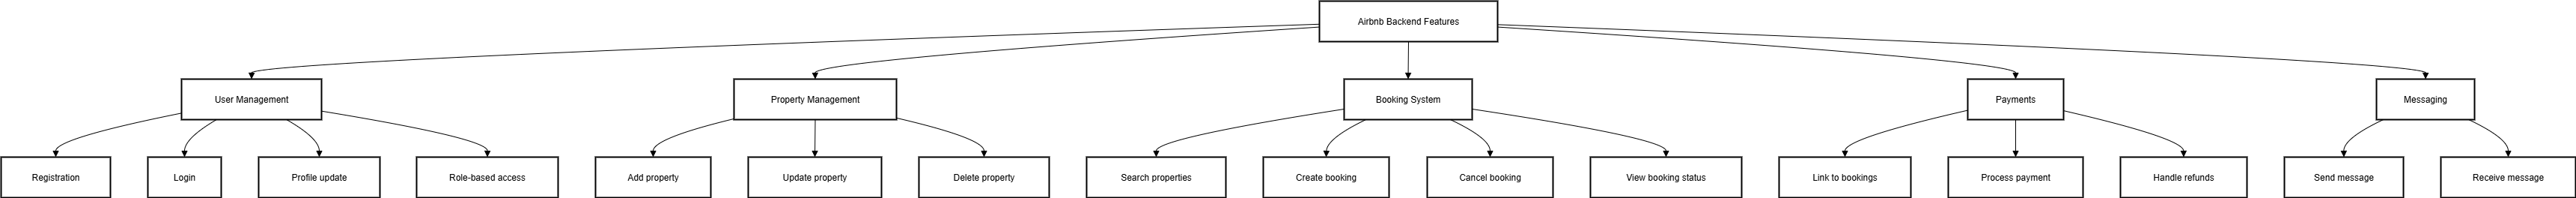 Airbnb Backend Features
User Management
Property Management
Booking System
Payments
Messaging
Registration
Login
Profile update
Role-based access
Add property
Update property
Delete property
Search properties
Create booking
Cancel booking
View booking status
Link to bookings
Process payment
Handle refunds
Send message
Receive message